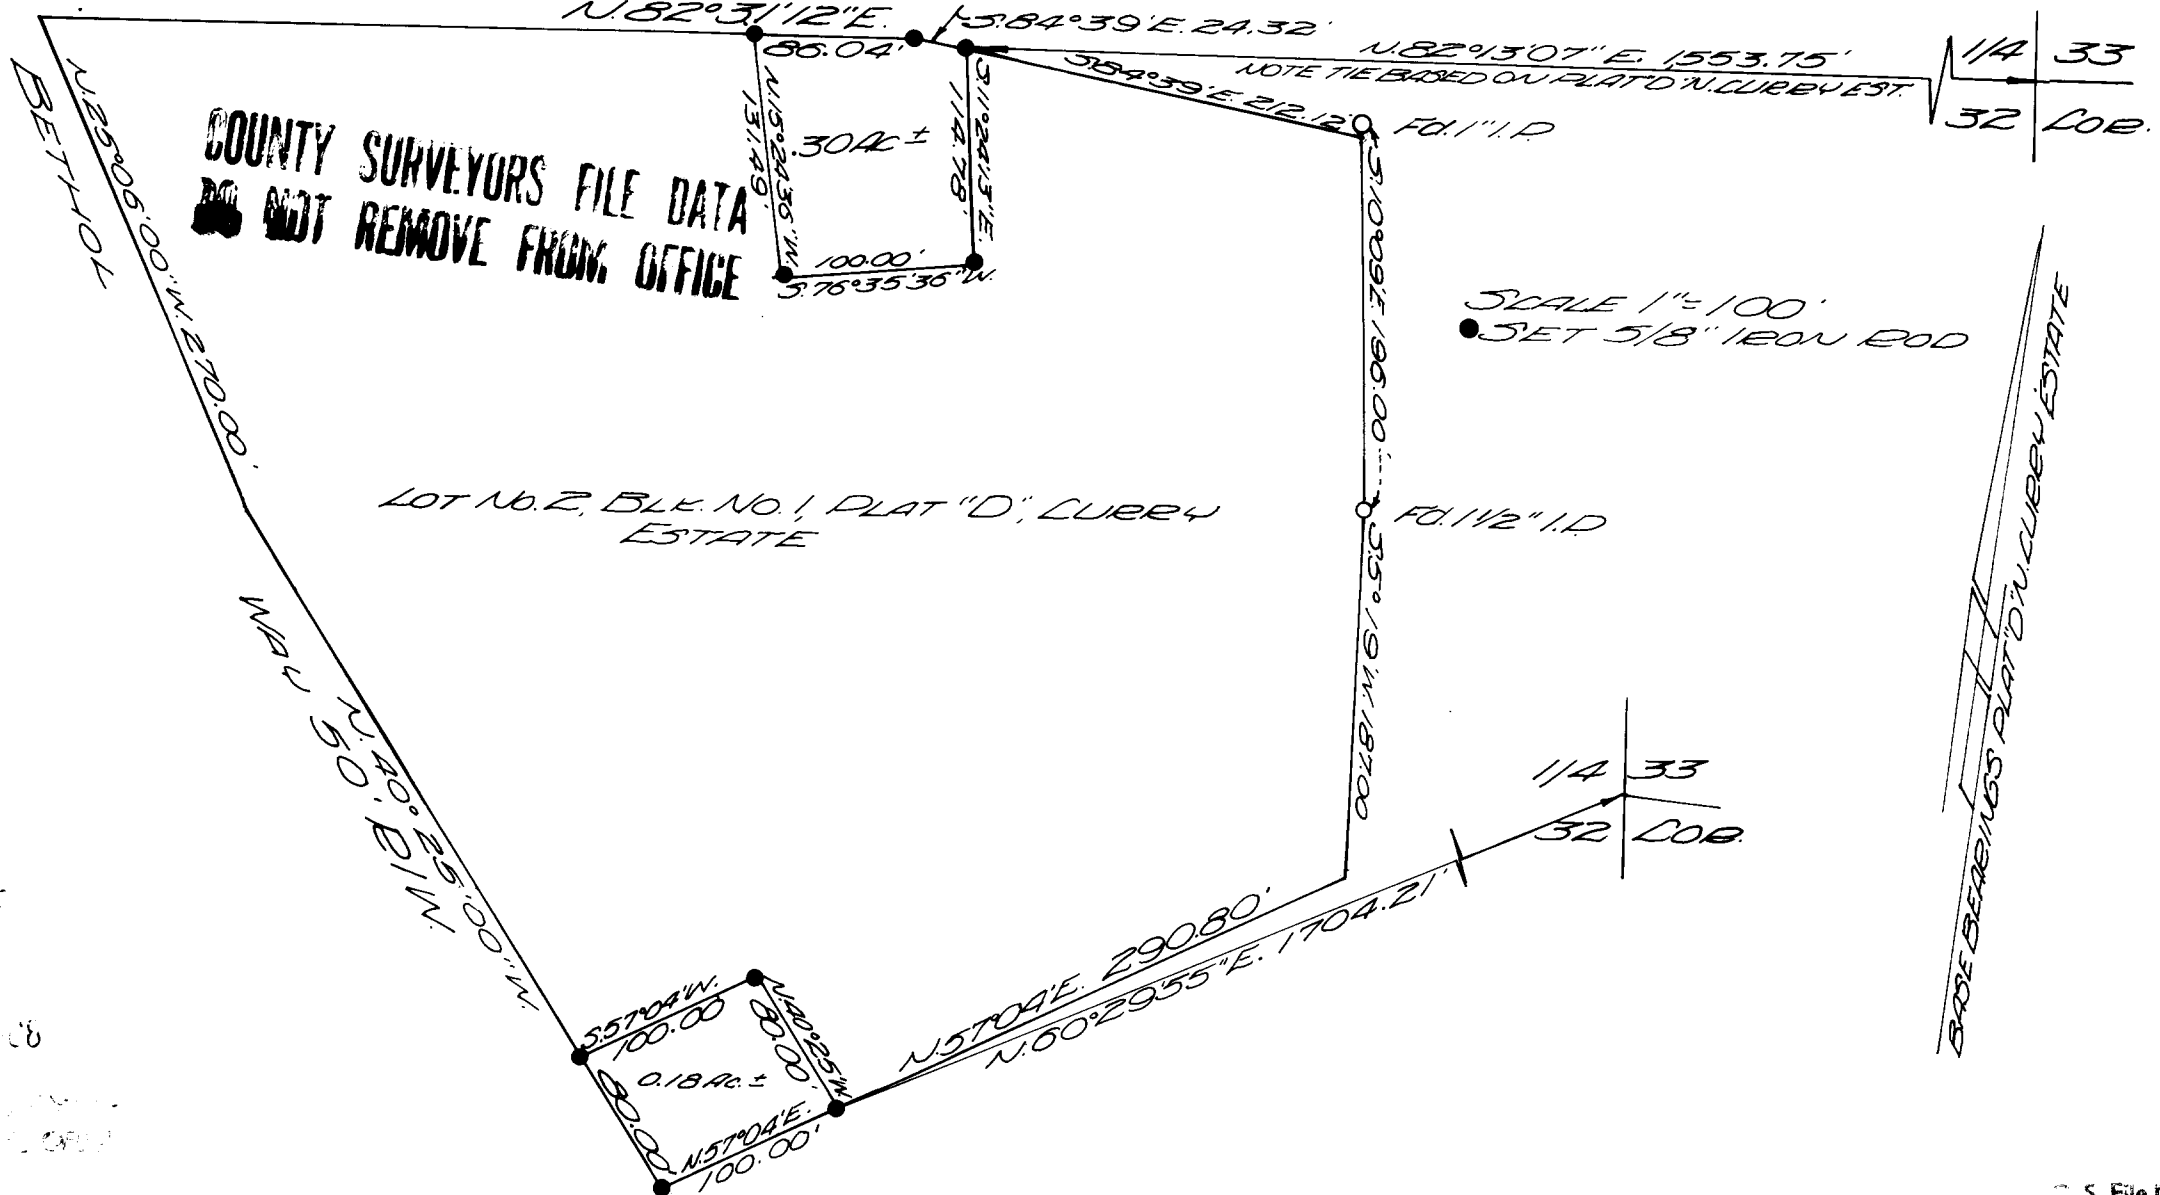 N.82°31'12"E.
S.84°39'E. 24.32'
86.04'
N.82°13'07"E. 1553.75'
NOTE TIE BASED ON PLAT "D" N. CURRY EST.
1/4 33
32 COR.
S.84°39'E. 212.12'
Fd. 1" I.P.
N.25°06'00"W. 270.00'
BETHOL
WAY 50' R/W.
COUNTY SURVEYORS FILE DATA
DO NOT REMOVE FROM OFFICE
N.15°24'36"W.
131.49'
.30 Ac ±
S.11°24'13"E.
114.78'
100.00'
S.76°35'36"W.
S.10°09'E. 196.00'
SCALE 1"=100'
SET 5/8" IRON ROD
LOT NO. 2, BLK. NO. 1, PLAT "D", CURRY
ESTATE
Fd. 1 1/2" I.P.
S.5°19'W. 187.00
BASE BEARINGS PLAT "D" N. CURRY ESTATE
N.40°25'00"W.
1/4 33
32 COR.
N.57°04'E. 290.80'
N.60°29'55"E. 1704.21'
S.57°04'W.
100.00
N.40°25'W.
80.00'
0.18 Ac. ±
80.00
N.57°04'E.
100.00'
S. File